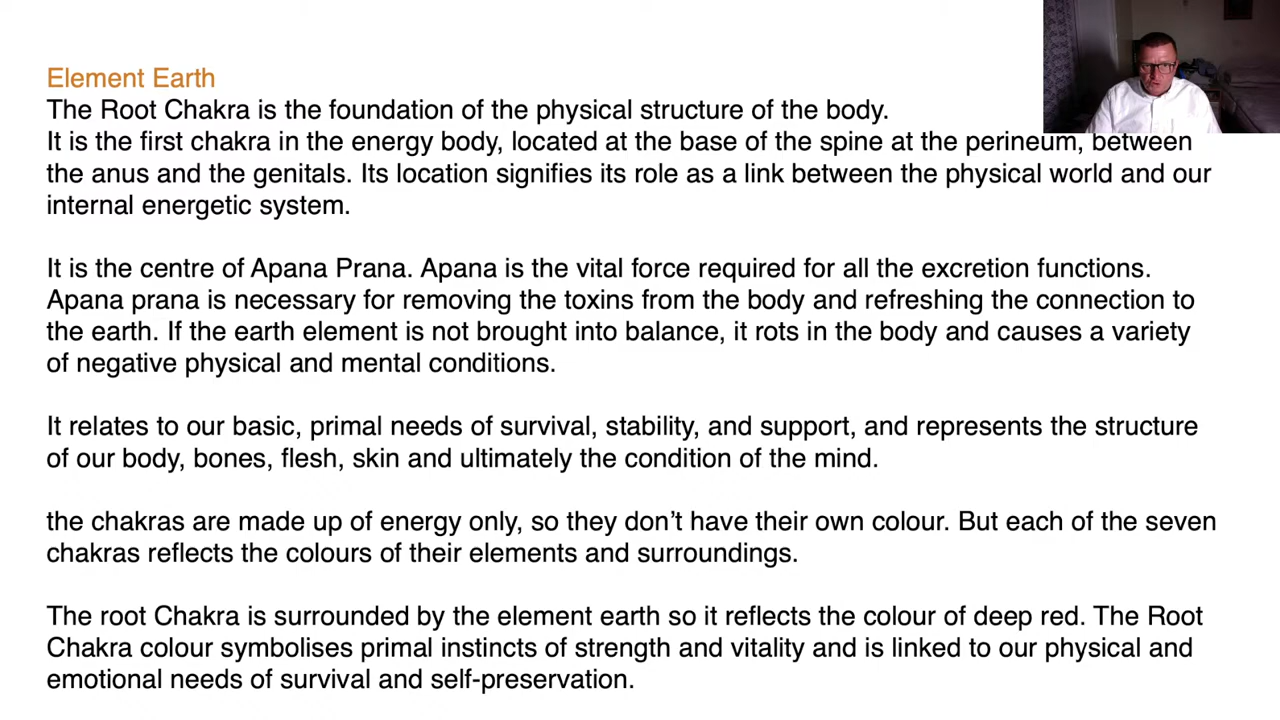 Element Earth
The Root Chakra is the foundation of the physical structure of the body.
It is the first chakra in the energy body, located at the base of the spine at the perineum, between
the anus and the genitals. Its location signifies its role as a link between the physical world and our
internal energetic system.
It is the centre of Apana Prana. Apana is the vital force required for all the excretion functions.
Apana prana is necessary for removing the toxins from the body and refreshing the connection to
the earth. If the earth element is not brought into balance, it rots in the body and causes a variety
of negative physical and mental conditions.
It relates to our basic, primal needs of survival, stability, and support, and represents the structure
of our body, bones, flesh, skin and ultimately the condition of the mind.
the chakras are made up of energy only, so they don’t have their own colour. But each of the seven
chakras reflects the colours of their elements and surroundings.
The root Chakra is surrounded by the element earth so it reflects the colour of deep red. The Root
Chakra colour symbolises primal instincts of strength and vitality and is linked to our physical and
emotional needs of survival and self-preservation.